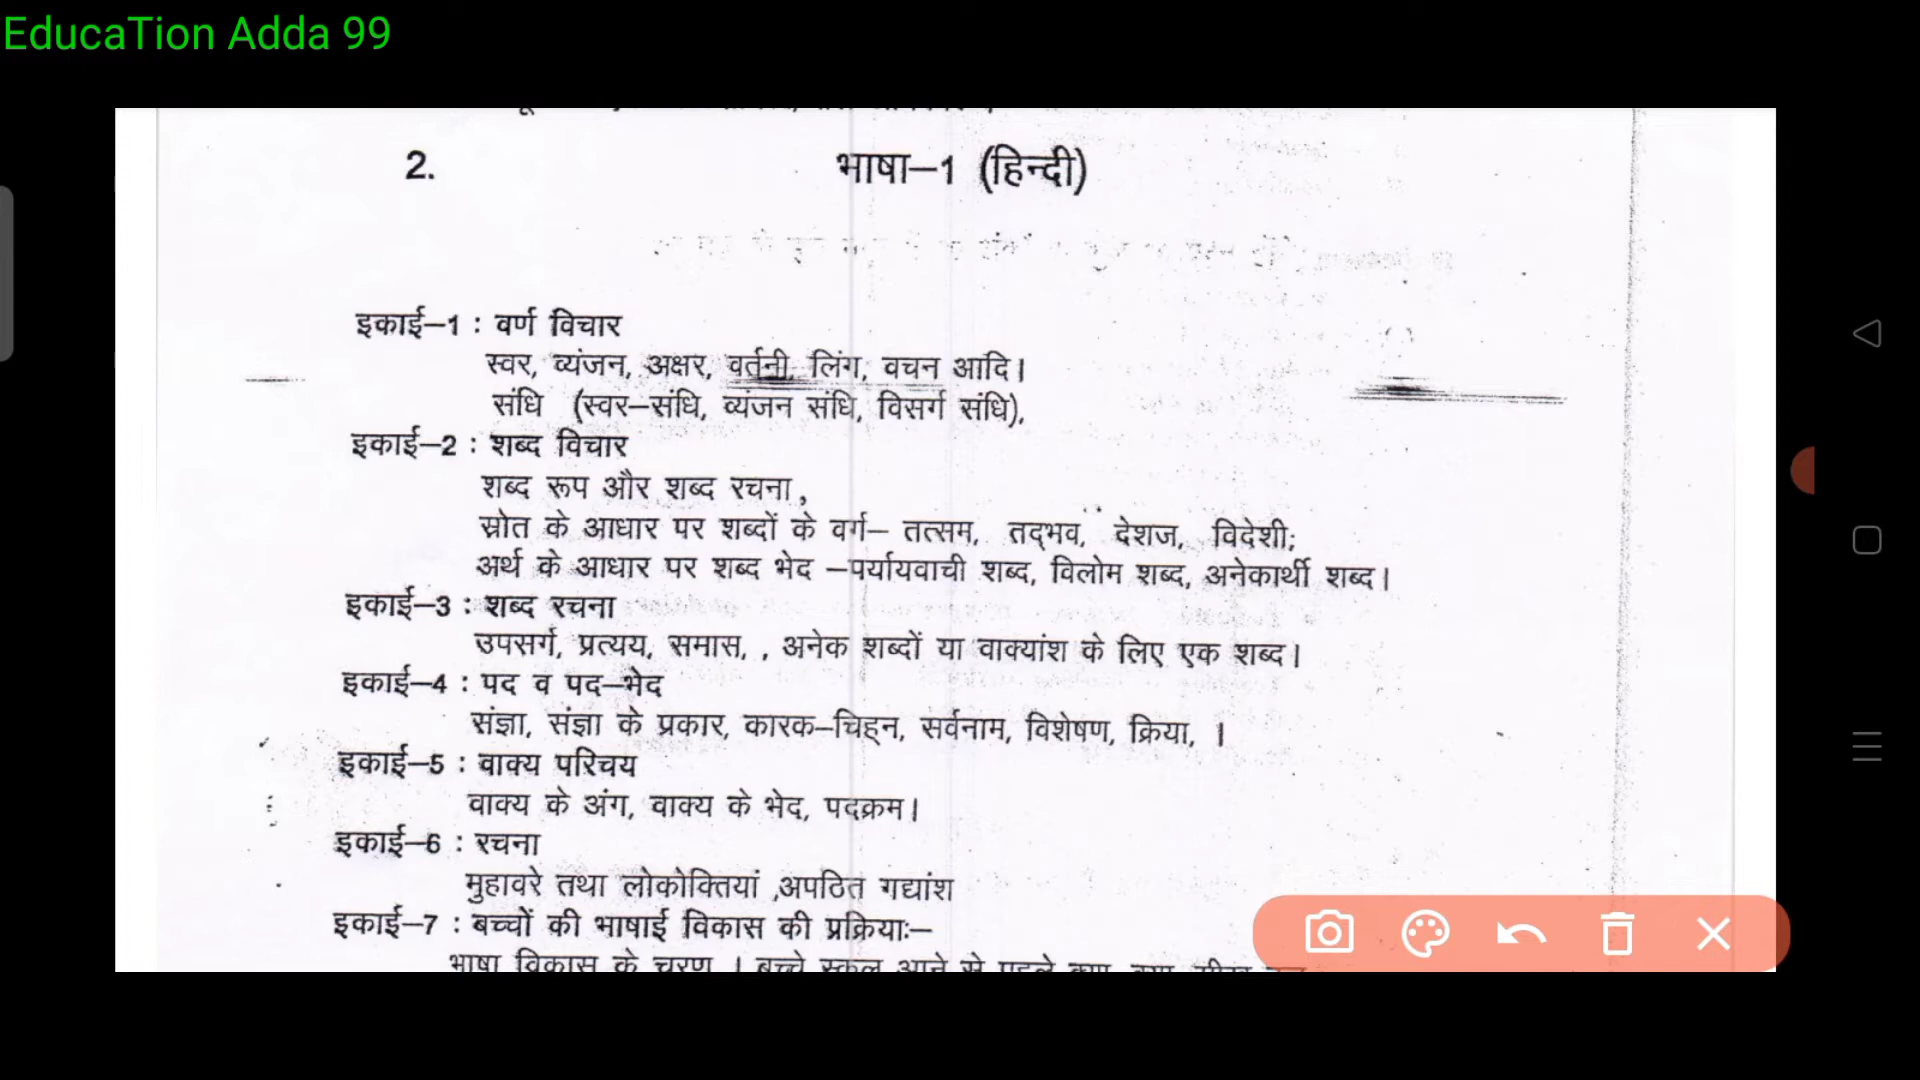 EducaTion Adda 99
2. भाषा–1 (हिन्दी)
इकाई–1 : वर्ण विचार
स्वर, व्यंजन, अक्षर, वर्तनी, लिंग, वचन आदि।
संधि (स्वर–संधि, व्यंजन संधि, विसर्ग संधि),
इकाई–2 : शब्द विचार
शब्द रूप और शब्द रचना,
स्रोत के आधार पर शब्दों के वर्ग– तत्सम, तद्भव, देशज, विदेशी;
अर्थ के आधार पर शब्द भेद –पर्यायवाची शब्द, विलोम शब्द, अनेकार्थी शब्द।
इकाई–3 : शब्द रचना
उपसर्ग, प्रत्यय, समास, , अनेक शब्दों या वाक्यांश के लिए एक शब्द।
इकाई–4 : पद व पद–भेद
संज्ञा, संज्ञा के प्रकार, कारक–चिह्न, सर्वनाम, विशेषण, क्रिया, ।
इकाई–5 : वाक्य परिचय
वाक्य के अंग, वाक्य के भेद, पदक्रम।
इकाई–6 : रचना
मुहावरे तथा लोकोक्तियां ,अपठित गद्यांश
इकाई–7 : बच्चों की भाषाई विकास की प्रक्रियाः–
भाषा विकास के चरण । बच्चे स्कूल आने से पहले